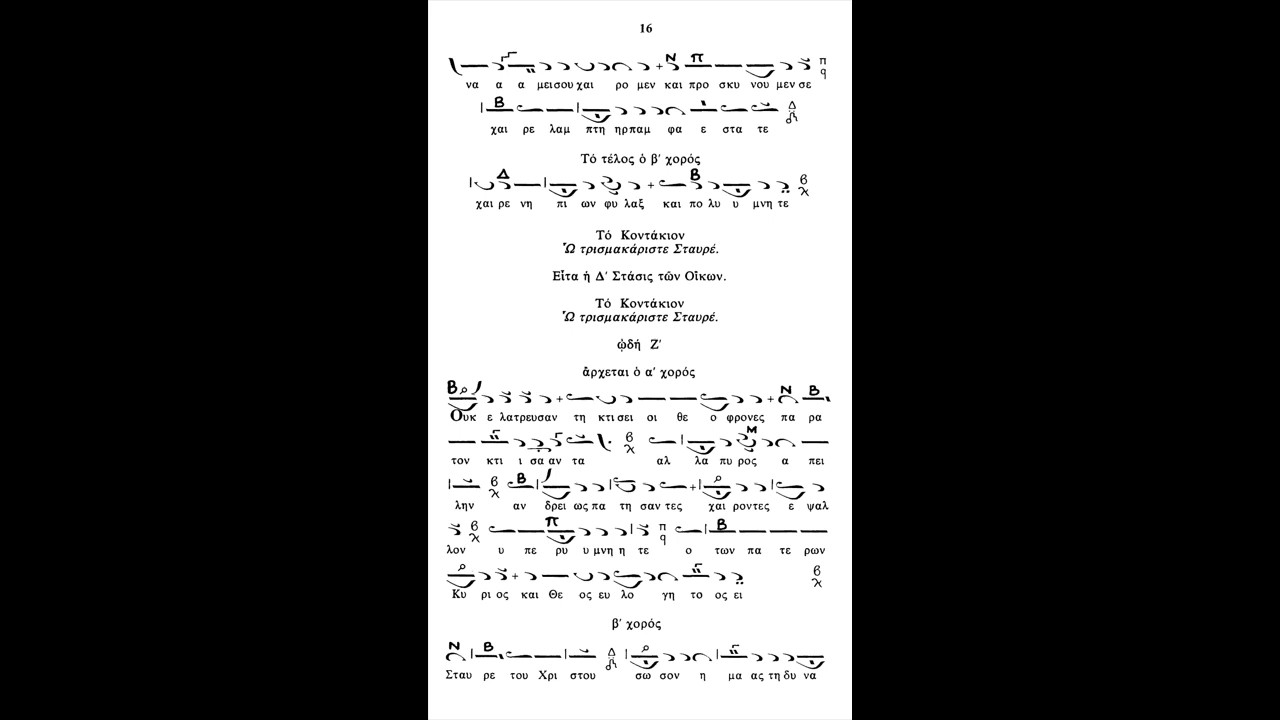 16
να α α μεισου χαι ρο μεν και προ σκυ νου μεν σε
χαι ρε λαμ πτη ηρπαμ φα ε στα τε
Τό τέλος ὁ β′ χορός
χαι ρε νη πι ων φυ λαξ και πο λυ υ μνη τε
Τό Κοντάκιον
Ὦ τρισμακάριστε Σταυρέ.
Εἶτα ἡ Δ′ Στάσις τῶν Οἴκων.
Τό Κοντάκιον
Ὦ τρισμακάριστε Σταυρέ.
ᾠδή Ζ′
ἄρχεται ὁ α′ χορός
Ουκ ε λατρευσαν τη κτι σει οι θε ο φρονες πα ρα
τον κτι ι σα αν τα αλ λα πυ ρος α πει
λην αν δρει ως πα τη σαν τες χαι ροντες ε ψαλ
λον υ πε ρυ υ μνη η τε ο των πα τε ρων
Κυ ρι ος και Θε ος ευ λο γη το ος ει
β′ χορός
Σταυ ρε του Χρι στου σω σον η μα ας τη δυ να